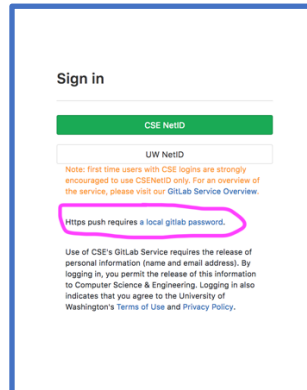 Sign in
CSE NetID
UW NetID
Note: first time users with CSE logins are strongly
encouraged to use CSENetID only. For an overview of
the service, please visit our GitLab Service Overview.
Https push requires a local gitlab password.
Use of CSE's GitLab Service requires the release of
personal information (name and email address). By
logging in, you permit the release of this information
to Computer Science & Engineering. Logging in also
indicates that you agree to the University of
Washington's Terms of Use and Privacy Policy.